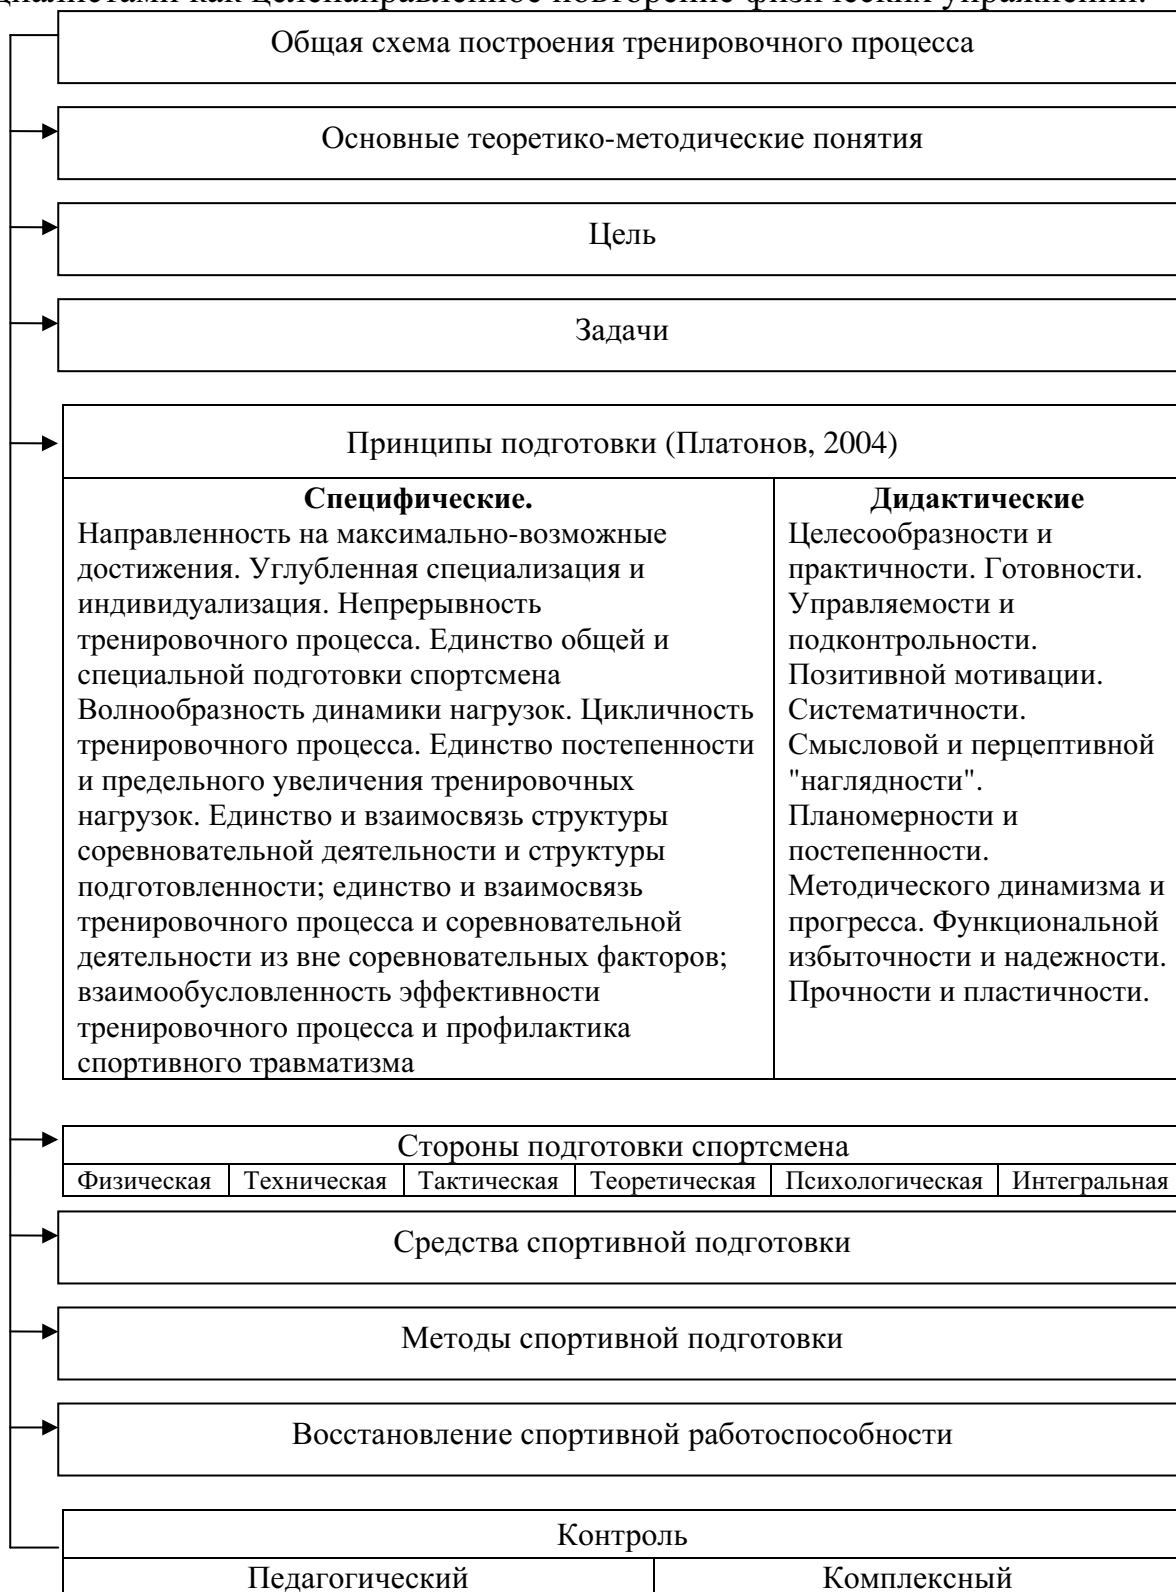 как целенаправленное повторение физических упражнений.
Общая схема построения тренировочного процесса
Основные теоретико-методические понятия
Цель
Задачи
Принципы подготовки (Платонов, 2004)
Специфические.
Направленность на максимально-возможные
достижения. Углубленная специализация и
индивидуализация. Непрерывность
тренировочного процесса. Единство общей и
специальной подготовки спортсмена
Волнообразность динамики нагрузок. Цикличность
тренировочного процесса. Единство постепенности
и предельного увеличения тренировочных
нагрузок. Единство и взаимосвязь структуры
соревновательной деятельности и структуры
подготовленности; единство и взаимосвязь
тренировочного процесса и соревновательной
деятельности из вне соревновательных факторов;
взаимообусловленность эффективности
тренировочного процесса и профилактика
спортивного травматизма
Дидактические
Целесообразности и
практичности. Готовности.
Управляемости и
подконтрольности.
Позитивной мотивации.
Систематичности.
Смысловой и перцептивной
"наглядности".
Планомерности и
постепенности.
Методического динамизма и
прогресса. Функциональной
избыточности и надежности.
Прочности и пластичности.
Стороны подготовки спортсмена
Физическая Техническая Тактическая Теоретическая Психологическая Интегральная
Средства спортивной подготовки
Методы спортивной подготовки
Восстановление спортивной работоспособности
Контроль
Педагогический Комплексный